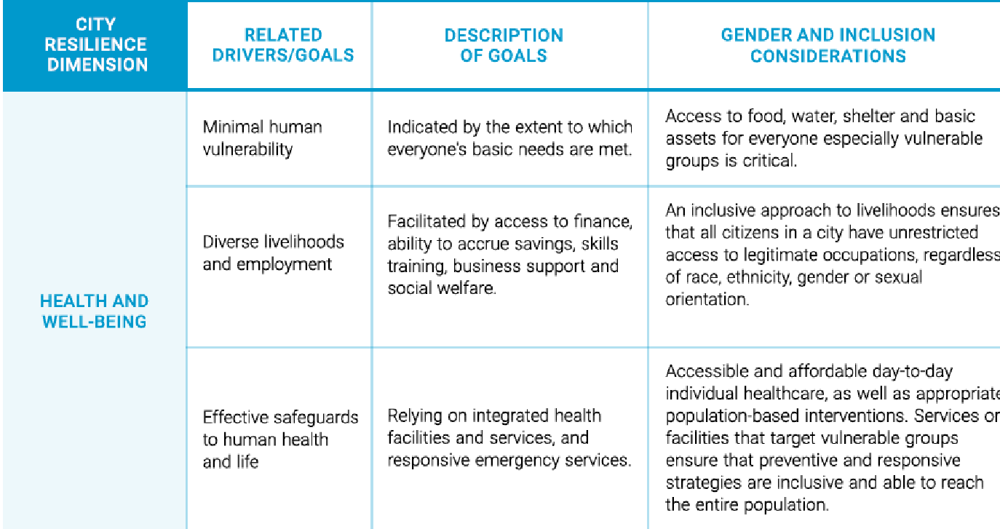 CITY
RESILIENCE
DIMENSION
RELATED
DRIVERS/GOALS
DESCRIPTION
OF GOALS
GENDER AND INCLUSION
CONSIDERATIONS
HEALTH AND
WELL-BEING
Minimal human
vulnerability
Indicated by the extent to which
everyone's basic needs are met.
Access to food, water, shelter and basic
assets for everyone especially vulnerable
groups is critical.
Diverse livelihoods
and employment
Facilitated by access to finance,
ability to accrue savings, skills
training, business support and
social welfare.
An inclusive approach to livelihoods ensures
that all citizens in a city have unrestricted
access to legitimate occupations, regardless
of race, ethnicity, gender or sexual
orientation.
Effective safeguards
to human health
and life
Relying on integrated health
facilities and services, and
responsive emergency services.
Accessible and affordable day-to-day
individual healthcare, as well as appropriate
population-based interventions. Services or
facilities that target vulnerable groups
ensure that preventive and responsive
strategies are inclusive and able to reach
the entire population.